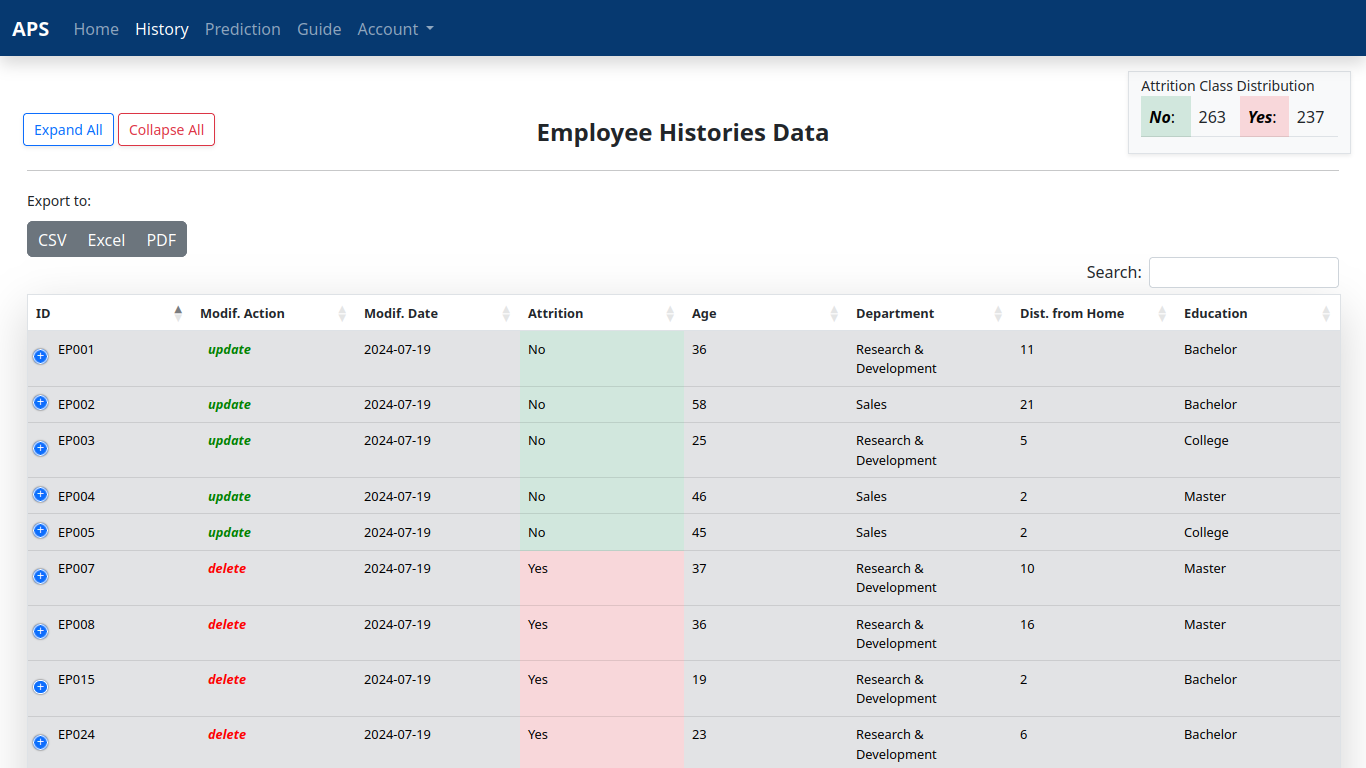 APS Home History Prediction Guide Account
Attrition Class Distribution
No: 263 Yes: 237
Expand All Collapse All
Employee Histories Data
Export to:
CSV Excel PDF
Search:
ID Modif. Action Modif. Date Attrition Age Department Dist. from Home Education
EP001 update 2024-07-19 No 36 Research & 11 Bachelor
Development
EP002 update 2024-07-19 No 58 Sales 21 Bachelor
EP003 update 2024-07-19 No 25 Research & 5 College
Development
EP004 update 2024-07-19 No 46 Sales 2 Master
EP005 update 2024-07-19 No 45 Sales 2 College
EP007 delete 2024-07-19 Yes 37 Research & 10 Master
Development
EP008 delete 2024-07-19 Yes 36 Research & 16 Master
Development
EP015 delete 2024-07-19 Yes 19 Research & 2 Bachelor
Development
EP024 delete 2024-07-19 Yes 23 Research & 6 Bachelor
Development